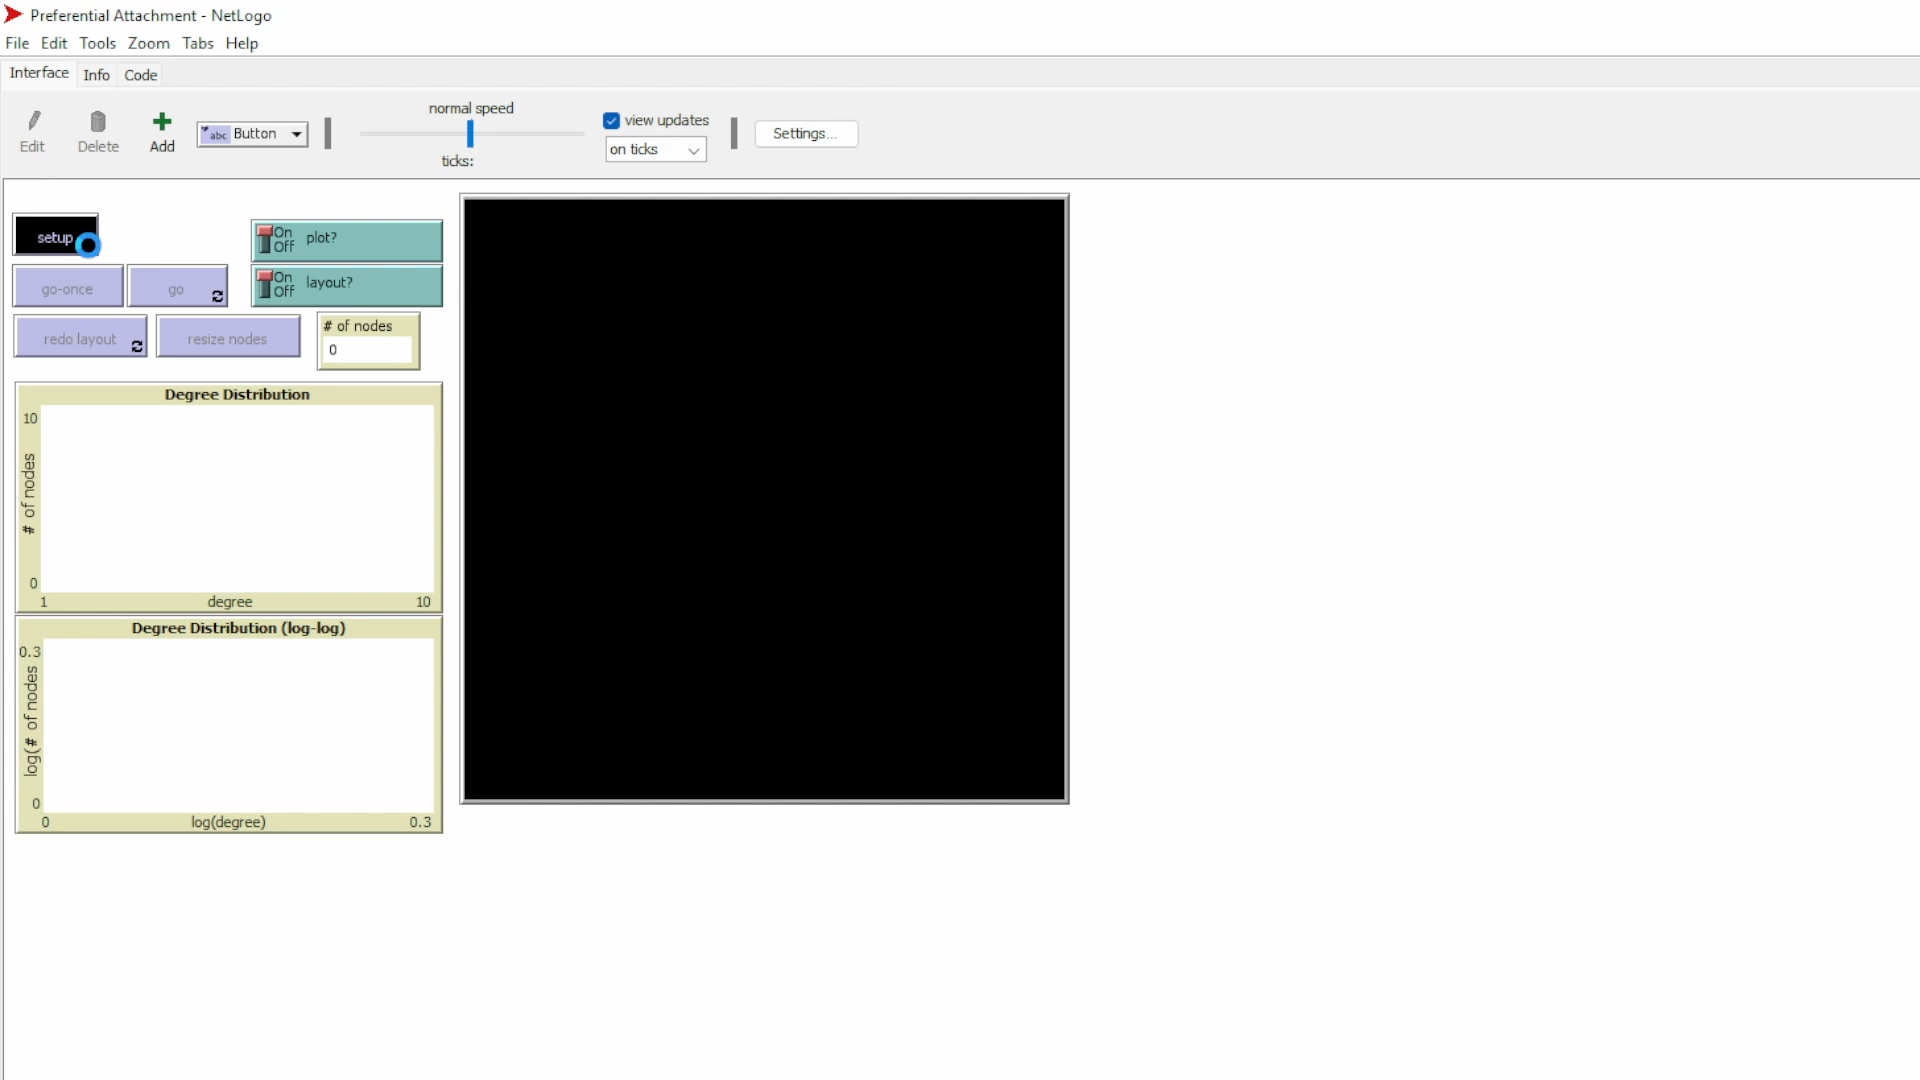 Preferential Attachment - NetLogo
File Edit Tools Zoom Tabs Help
Interface Info Code
normal speed
view updates
Edit Delete Add abc Button on ticks Settings...
ticks:
setup
On
Off
plot?
go-once go
On
Off
layout?
redo layout resize nodes
# of nodes
0
Degree Distribution
10
# of nodes
0
1 degree 10
Degree Distribution (log-log)
0.3
log(# of nodes)
0
0 log(degree) 0.3